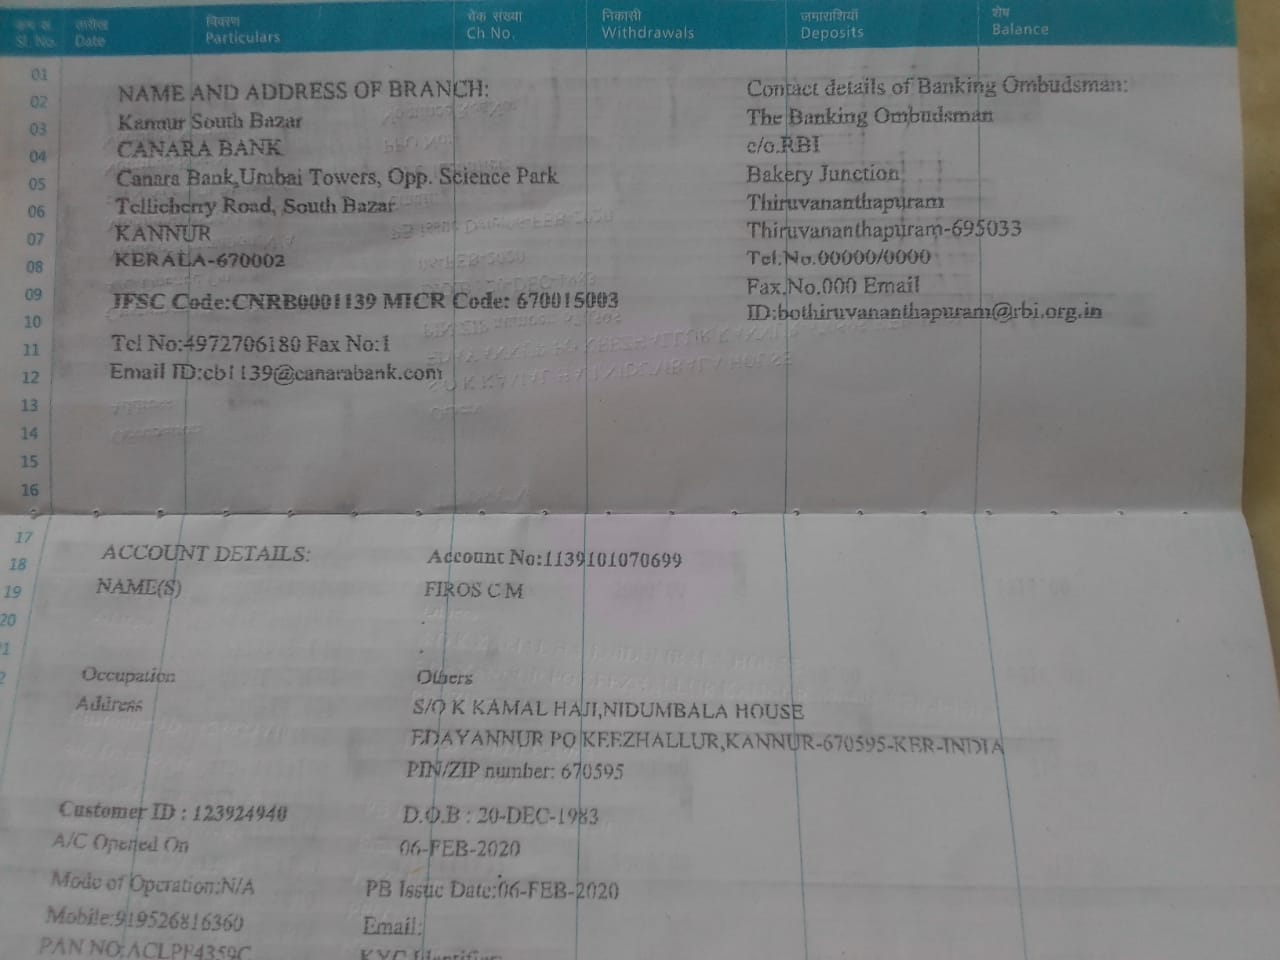 क्रम सं. तारीख विवरण चेक संख्या निकासी जमाराशियाँ शेष
Sl. No. Date Particulars Ch No. Withdrawals Deposits Balance
01
02 NAME AND ADDRESS OF BRANCH: Contact details of Banking Ombudsman:
03 Kannur South Bazar The Banking Ombudsman
04 CANARA BANK c/o.RBI
05 Canara Bank,Umbai Towers, Opp. Science Park Bakery Junction
06 Tellicherry Road, South Bazar Thiruvananthapuram
07 KANNUR Thiruvananthapuram-695033
08 KERALA-670002 Tel.No.00000/0000
09 IFSC Code:CNRB0001139 MICR Code: 670015003 Fax.No.000 Email
10 ID:bothiruvananthapuram@rbi.org.in
11 Tel No:4972706180 Fax No:1
12 Email ID:cb1139@canarabank.com
13
14
15
16
17
18 ACCOUNT DETAILS: Account No:1139101070699
19 NAME(S) FIROS C M
20 .
.
Occupation Others
Address S/O K KAMAL HAJI,NIDUMBALA HOUSE
EDAYANNUR PO KEEZHALLUR,KANNUR-670595-KER-INDIA
PIN/ZIP number: 670595
Customer ID : 123924940 D.O.B : 20-DEC-1983
A/C Opened On 06-FEB-2020
Mode of Operation:N/A PB Issue Date:06-FEB-2020
Mobile:919526816360 Email:
PAN NO:ACLPF4359C KYC Identifier: